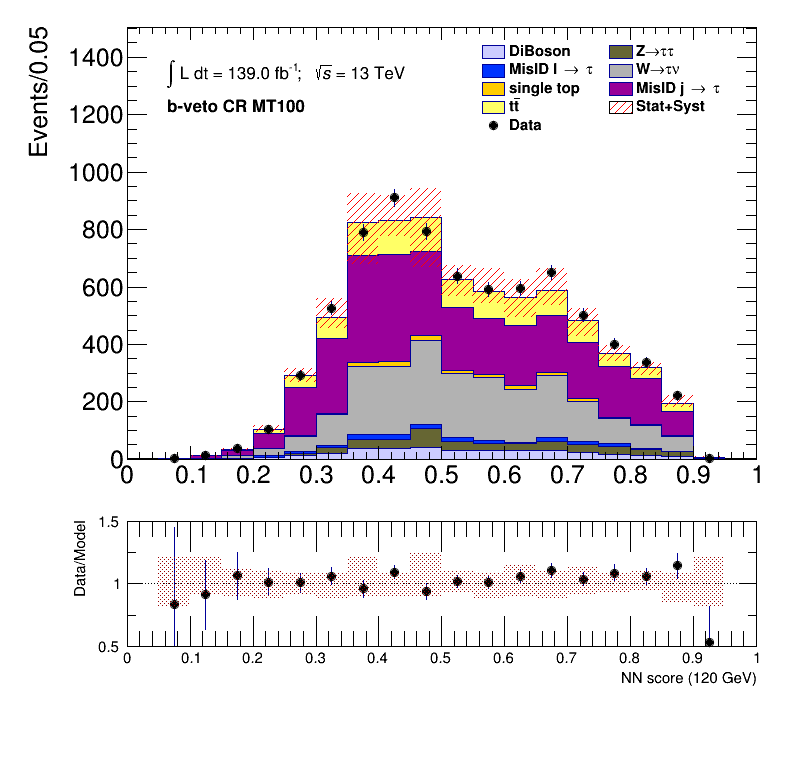 Events/0.05
1400
1200
1000
800
600
400
200
0
∫ L dt = 139.0 fb⁻¹; √s = 13 TeV
b-veto CR MT100
DiBoson
MisID l → τ
single top
tt̄
Data
Z→ττ
W→τν
MisID j → τ
Stat+Syst
0 0.1 0.2 0.3 0.4 0.5 0.6 0.7 0.8 0.9 1
Data/Model
1.5
1
0.5
0 0.1 0.2 0.3 0.4 0.5 0.6 0.7 0.8 0.9 1
NN score (120 GeV)